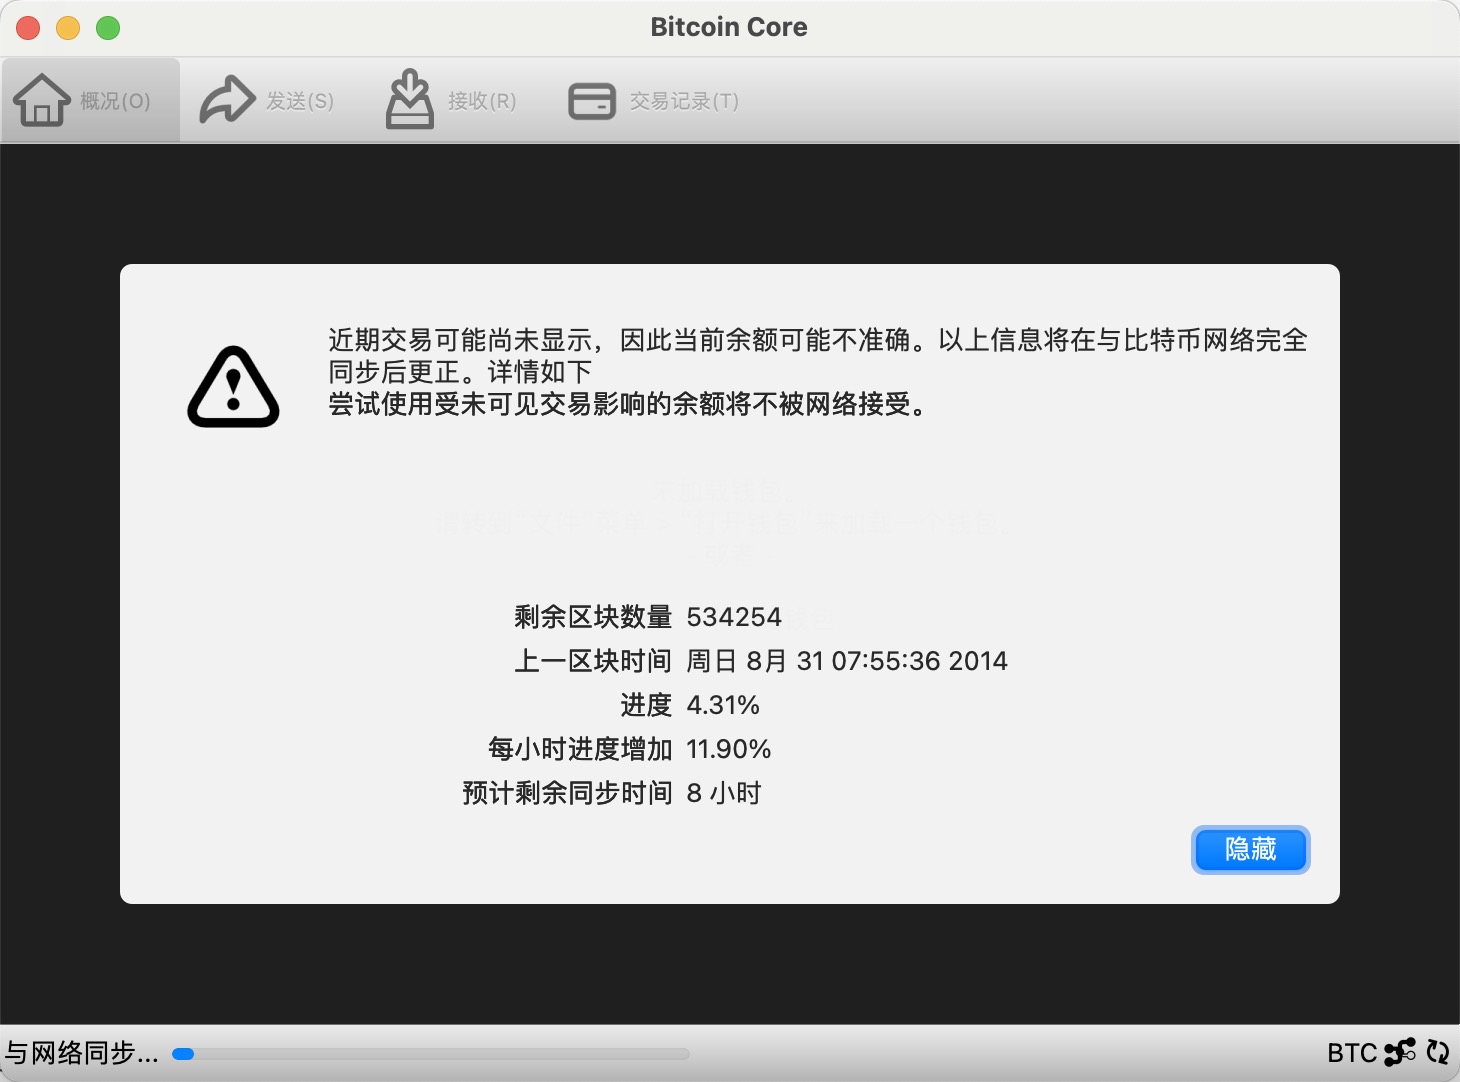 Bitcoin Core
概况(O)
发送(S)
接收(R)
交易记录(T)
近期交易可能尚未显示，因此当前余额可能不准确。以上信息将在与比特币网络完全
同步后更正。详情如下
尝试使用受未可见交易影响的余额将不被网络接受。
剩余区块数量 534254
上一区块时间 周日 8月 31 07:55:36 2014
进度 4.31%
每小时进度增加 11.90%
预计剩余同步时间 8 小时
隐藏
与网络同步...
BTC